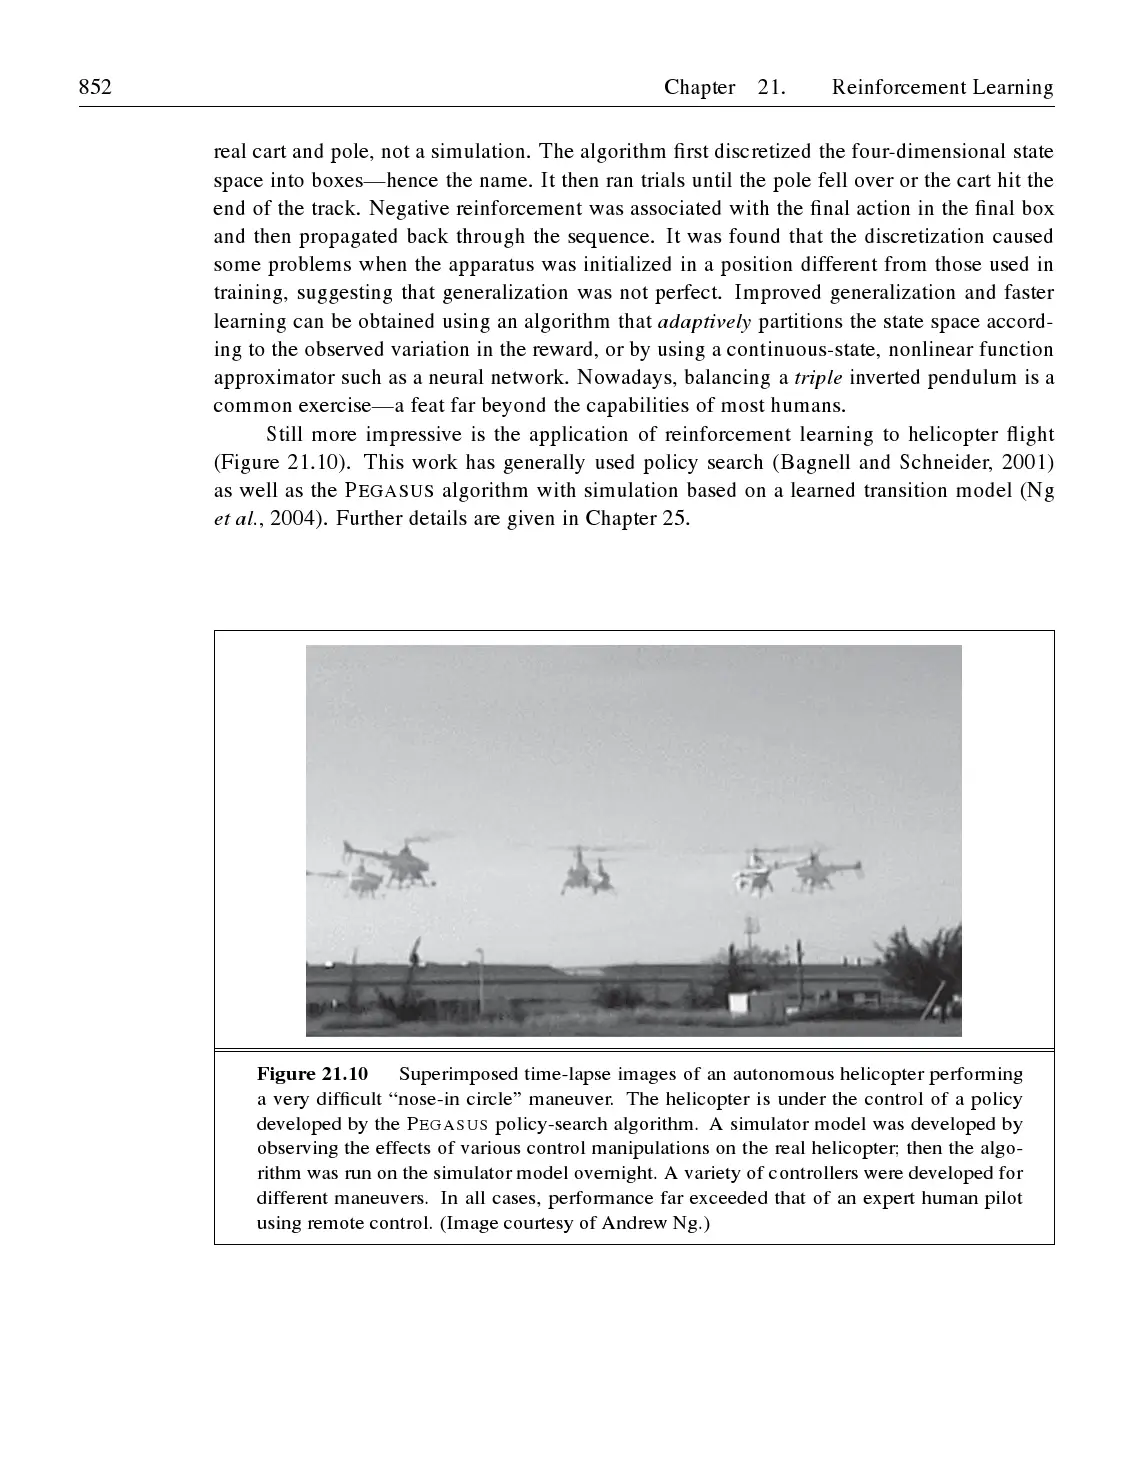 852 Chapter 21. Reinforcement Learning
real cart and pole, not a simulation. The algorithm first discretized the four-dimensional state
space into boxes—hence the name. It then ran trials until the pole fell over or the cart hit the
end of the track. Negative reinforcement was associated with the final action in the final box
and then propagated back through the sequence. It was found that the discretization caused
some problems when the apparatus was initialized in a position different from those used in
training, suggesting that generalization was not perfect. Improved generalization and faster
learning can be obtained using an algorithm that adaptively partitions the state space accord-
ing to the observed variation in the reward, or by using a continuous-state, nonlinear function
approximator such as a neural network. Nowadays, balancing a triple inverted pendulum is a
common exercise—a feat far beyond the capabilities of most humans.
Still more impressive is the application of reinforcement learning to helicopter flight
(Figure 21.10). This work has generally used policy search (Bagnell and Schneider, 2001)
as well as the PEGASUS algorithm with simulation based on a learned transition model (Ng
et al., 2004). Further details are given in Chapter 25.
Figure 21.10 Superimposed time-lapse images of an autonomous helicopter performing
a very difficult “nose-in circle” maneuver. The helicopter is under the control of a policy
developed by the PEGASUS policy-search algorithm. A simulator model was developed by
observing the effects of various control manipulations on the real helicopter; then the algo-
rithm was run on the simulator model overnight. A variety of controllers were developed for
different maneuvers. In all cases, performance far exceeded that of an expert human pilot
using remote control. (Image courtesy of Andrew Ng.)